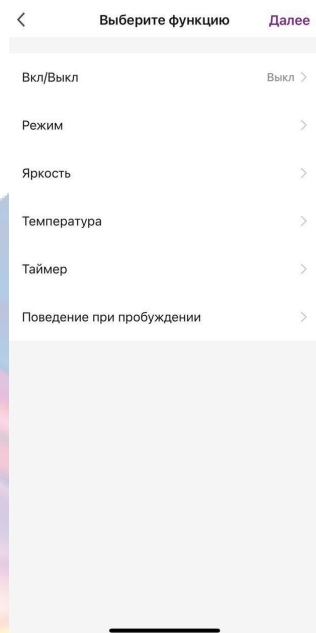 Выберите функцию Далее
Вкл/Выкл Выкл
Режим
Яркость
Температура
Таймер
Поведение при пробуждении